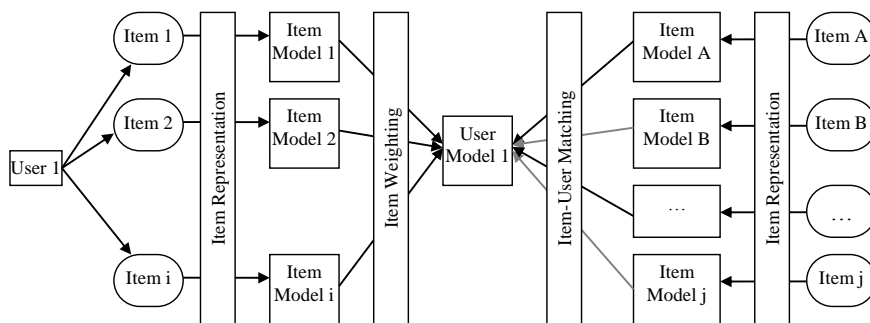 User 1
Item 1
Item 2
Item i
Item Representation
Item
Model 1
Item
Model 2
Item
Model i
Item Weighting
User
Model 1
Item-User Matching
Item
Model A
Item
Model B
...
Item
Model j
Item Representation
Item A
Item B
...
Item j